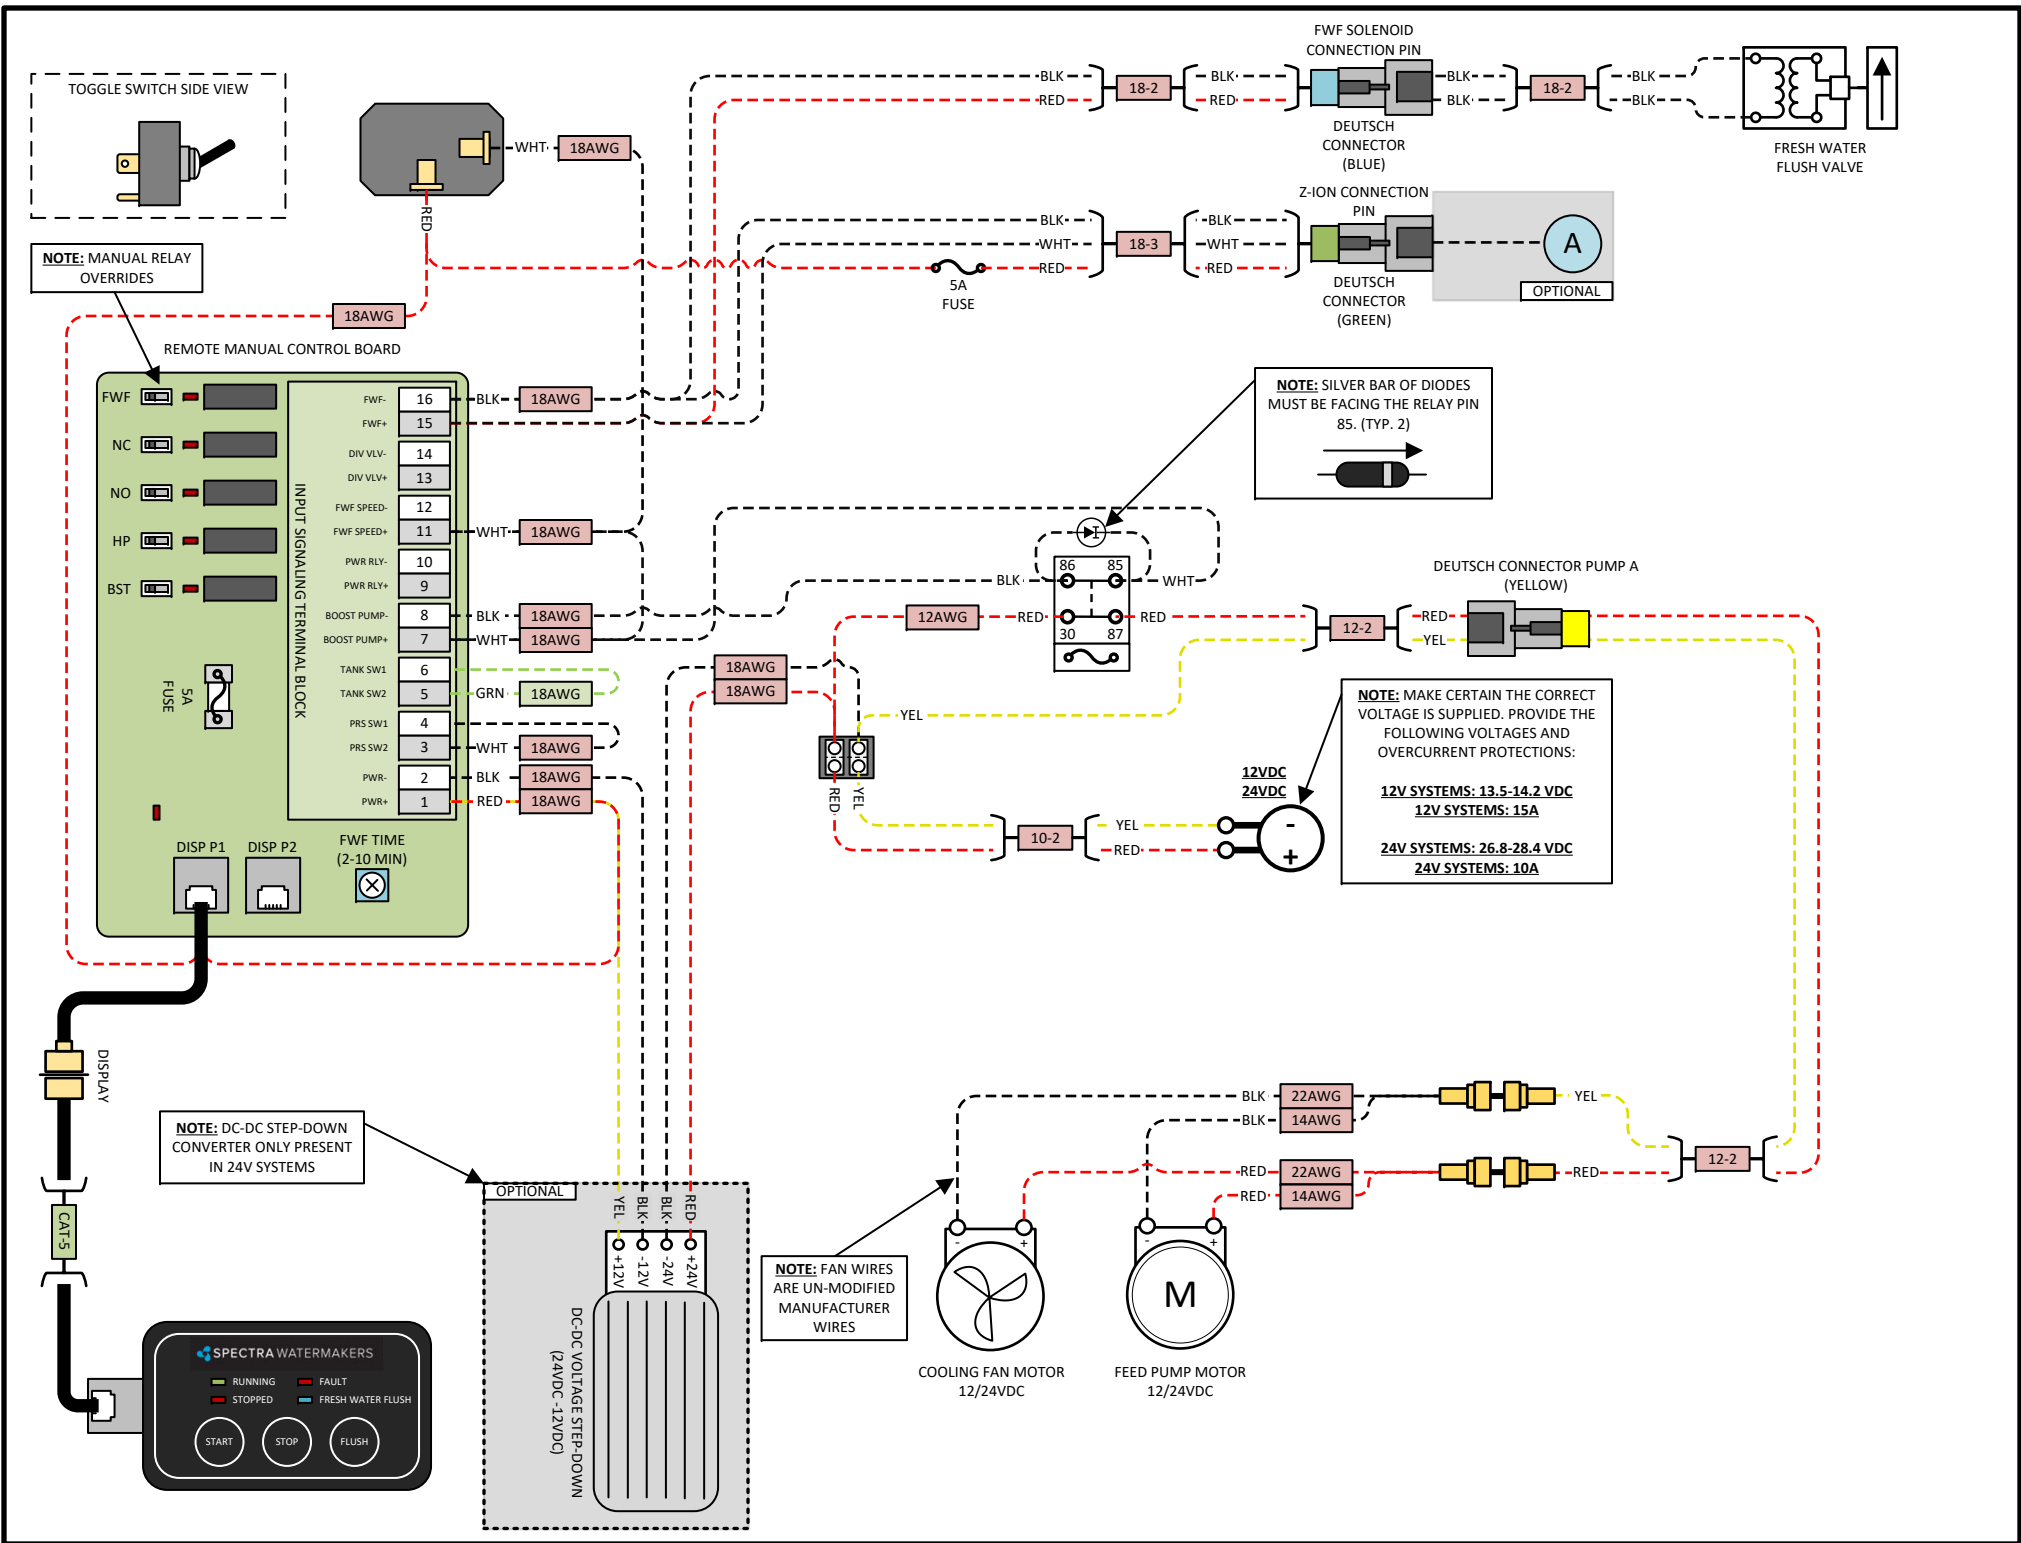 TOGGLE SWITCH SIDE VIEW
WHT
18AWG
RED
NOTE: MANUAL RELAY
OVERRIDES
18AWG
FWF SOLENOID
CONNECTION PIN
BLK
RED
18-2
BLK
RED
BLK
BLK
18-2
BLK
BLK
DEUTSCH
CONNECTOR
(BLUE)
FRESH WATER
FLUSH VALVE
Z-ION CONNECTION
PIN
BLK
WHT
RED
18-3
BLK
WHT
RED
A
OPTIONAL
5A
FUSE
DEUTSCH
CONNECTOR
(GREEN)
REMOTE MANUAL CONTROL BOARD
FWF
NC
NO
HP
BST
5A
FUSE
INPUT SIGNALING TERMINAL BLOCK
FWF- 16 BLK 18AWG
FWF+ 15
DIV VLV- 14
DIV VLV+ 13
FWF SPEED- 12
FWF SPEED+ 11 WHT 18AWG
PWR RLY- 10
PWR RLY+ 9
BOOST PUMP- 8 BLK 18AWG
BOOST PUMP+ 7 WHT 18AWG
TANK SW1 6
TANK SW2 5 GRN 18AWG
PRS SW1 4
PRS SW2 3 WHT 18AWG
PWR- 2 BLK 18AWG
PWR+ 1 RED 18AWG
DISP P1
DISP P2
FWF TIME
(2-10 MIN)
NOTE: SILVER BAR OF DIODES
MUST BE FACING THE RELAY PIN
85. (TYP. 2)
86 85
BLK
WHT
12AWG
RED
RED
30 87
18AWG
18AWG
YEL
RED
YEL
10-2
YEL
RED
12VDC
24VDC
-
+
DEUTSCH CONNECTOR PUMP A
(YELLOW)
12-2
RED
YEL
NOTE: MAKE CERTAIN THE CORRECT
VOLTAGE IS SUPPLIED. PROVIDE THE
FOLLOWING VOLTAGES AND
OVERCURRENT PROTECTIONS:
12V SYSTEMS: 13.5-14.2 VDC
12V SYSTEMS: 15A
24V SYSTEMS: 26.8-28.4 VDC
24V SYSTEMS: 10A
DISPLAY
CAT-5
NOTE: DC-DC STEP-DOWN
CONVERTER ONLY PRESENT
IN 24V SYSTEMS
OPTIONAL
YEL
BLK
BLK
RED
+12V
-12V
-24V
+24V
DC-DC VOLTAGE STEP-DOWN
(24VDC -12VDC)
BLK 22AWG
BLK 14AWG
YEL
RED 22AWG
RED 14AWG
RED
12-2
NOTE: FAN WIRES
ARE UN-MODIFIED
MANUFACTURER
WIRES
- +
- +
M
COOLING FAN MOTOR
12/24VDC
FEED PUMP MOTOR
12/24VDC
SPECTRA WATERMAKERS
RUNNING
FAULT
STOPPED
FRESH WATER FLUSH
START
STOP
FLUSH